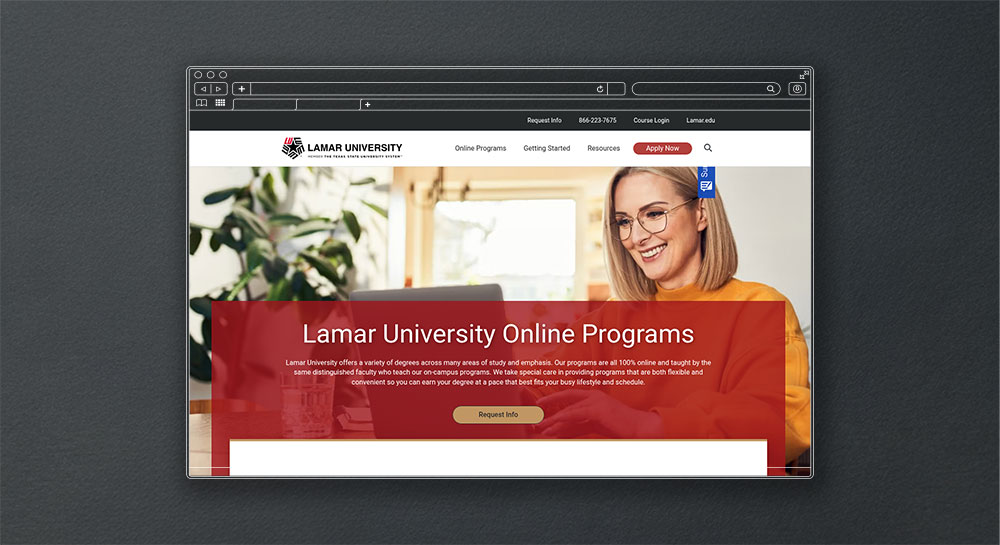 Request Info 866-223-7675 Course Login Lamar.edu
LAMAR UNIVERSITY
MEMBER THE TEXAS STATE UNIVERSITY SYSTEM™
Online Programs Getting Started Resources Apply Now
Lamar University Online Programs
Lamar University offers a variety of degrees across many areas of study and emphasis. Our programs are all 100% online and taught by the
same distinguished faculty who teach our on-campus programs. We take special care in providing programs that are both flexible and
convenient so you can earn your degree at a pace that best fits your busy lifestyle and schedule.
Request Info